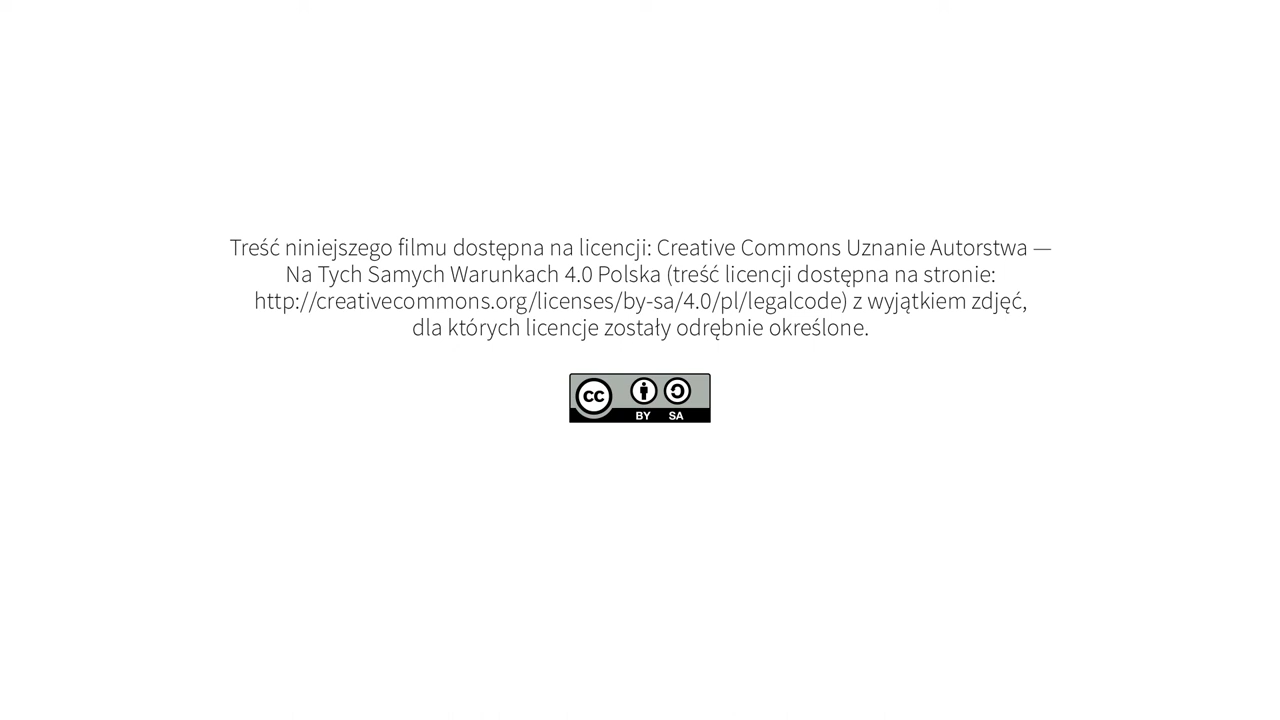 Treść niniejszego filmu dostępna na licencji: Creative Commons Uznanie Autorstwa —
Na Tych Samych Warunkach 4.0 Polska (treść licencji dostępna na stronie:
http://creativecommons.org/licenses/by-sa/4.0/pl/legalcode) z wyjątkiem zdjęć,
dla których licencje zostały odrębnie określone.
cc
BY SA